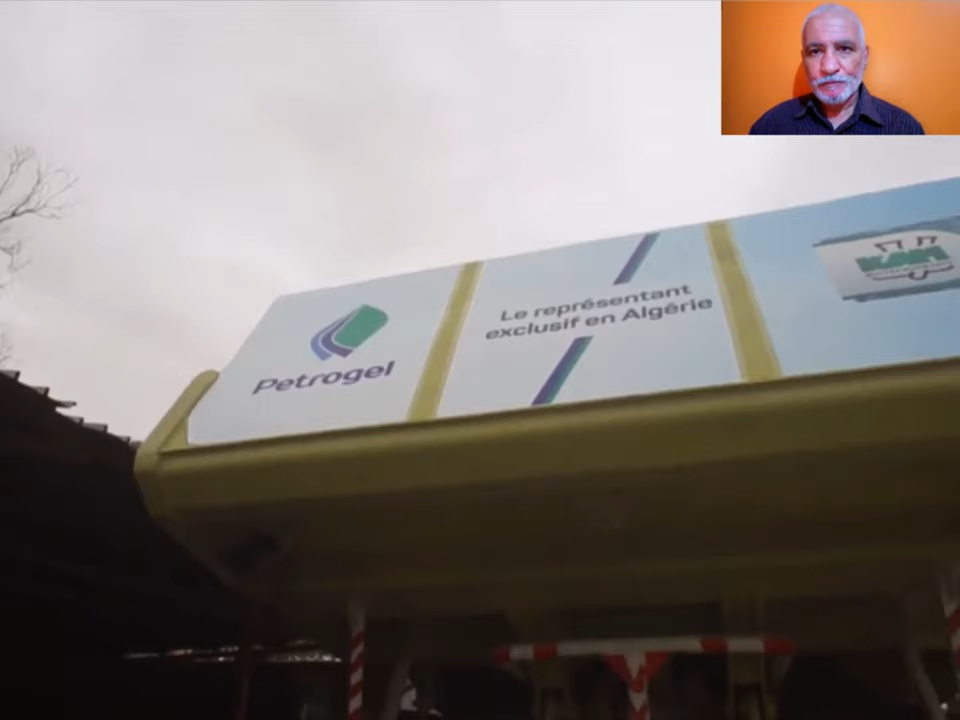 Petrogel
Le représentant
exclusif en Algérie